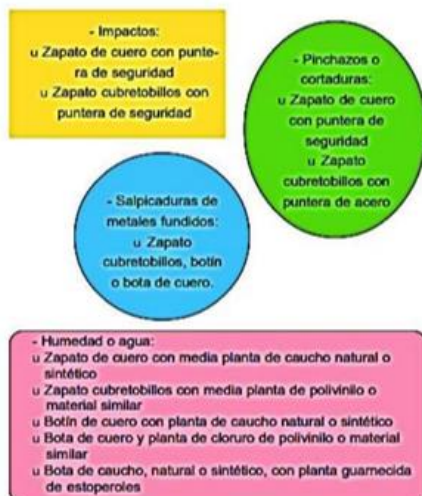 - Impactos:
u Zapato de cuero con punte-
ra de seguridad
u Zapato cubretobillos con
puntera de seguridad
- Pinchazos o
cortaduras:
u Zapato de cuero
con puntera de
seguridad
u Zapato
cubretobillos con
puntera de acero
- Salpicaduras de
metales fundidos:
u Zapato
cubretobillos, botín
o bota de cuero.
- Humedad o agua:
u Zapato de cuero con media planta de caucho natural o
sintético
u Zapato cubretobillos con media planta de polivinilo o
material similar
u Botín de cuero con planta de caucho natural o sintético
u Bota de cuero y planta de cloruro de polivinilo o material
similar
u Bota de caucho, natural o sintético, con planta guarnecida
de estoperoles